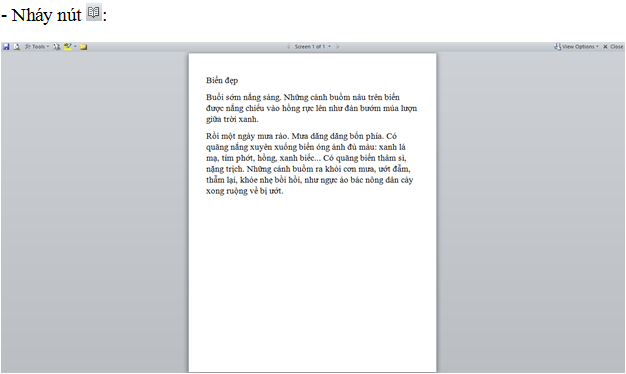 - Nháy nút :
Tools Screen 1 of 1 View Options Close
Biển đẹp
Buổi sớm nắng sáng. Những cánh buồm nâu trên biển
được nắng chiếu vào hồng rực lên như đàn bướm múa lượn
giữa trời xanh.
Rồi một ngày mưa rào. Mưa dăng dăng bốn phía. Có
quãng nắng xuyên xuống biển óng ánh đủ màu: xanh lá
mạ, tím phớt, hồng, xanh biếc... Có quãng biển thâm sì,
nặng trịch. Những cánh buồm ra khỏi cơn mưa, ướt đẫm,
thẫm lại, khỏe nhẹ bồi hồi, như ngực áo bác nông dân cày
xong ruộng về bị ướt.